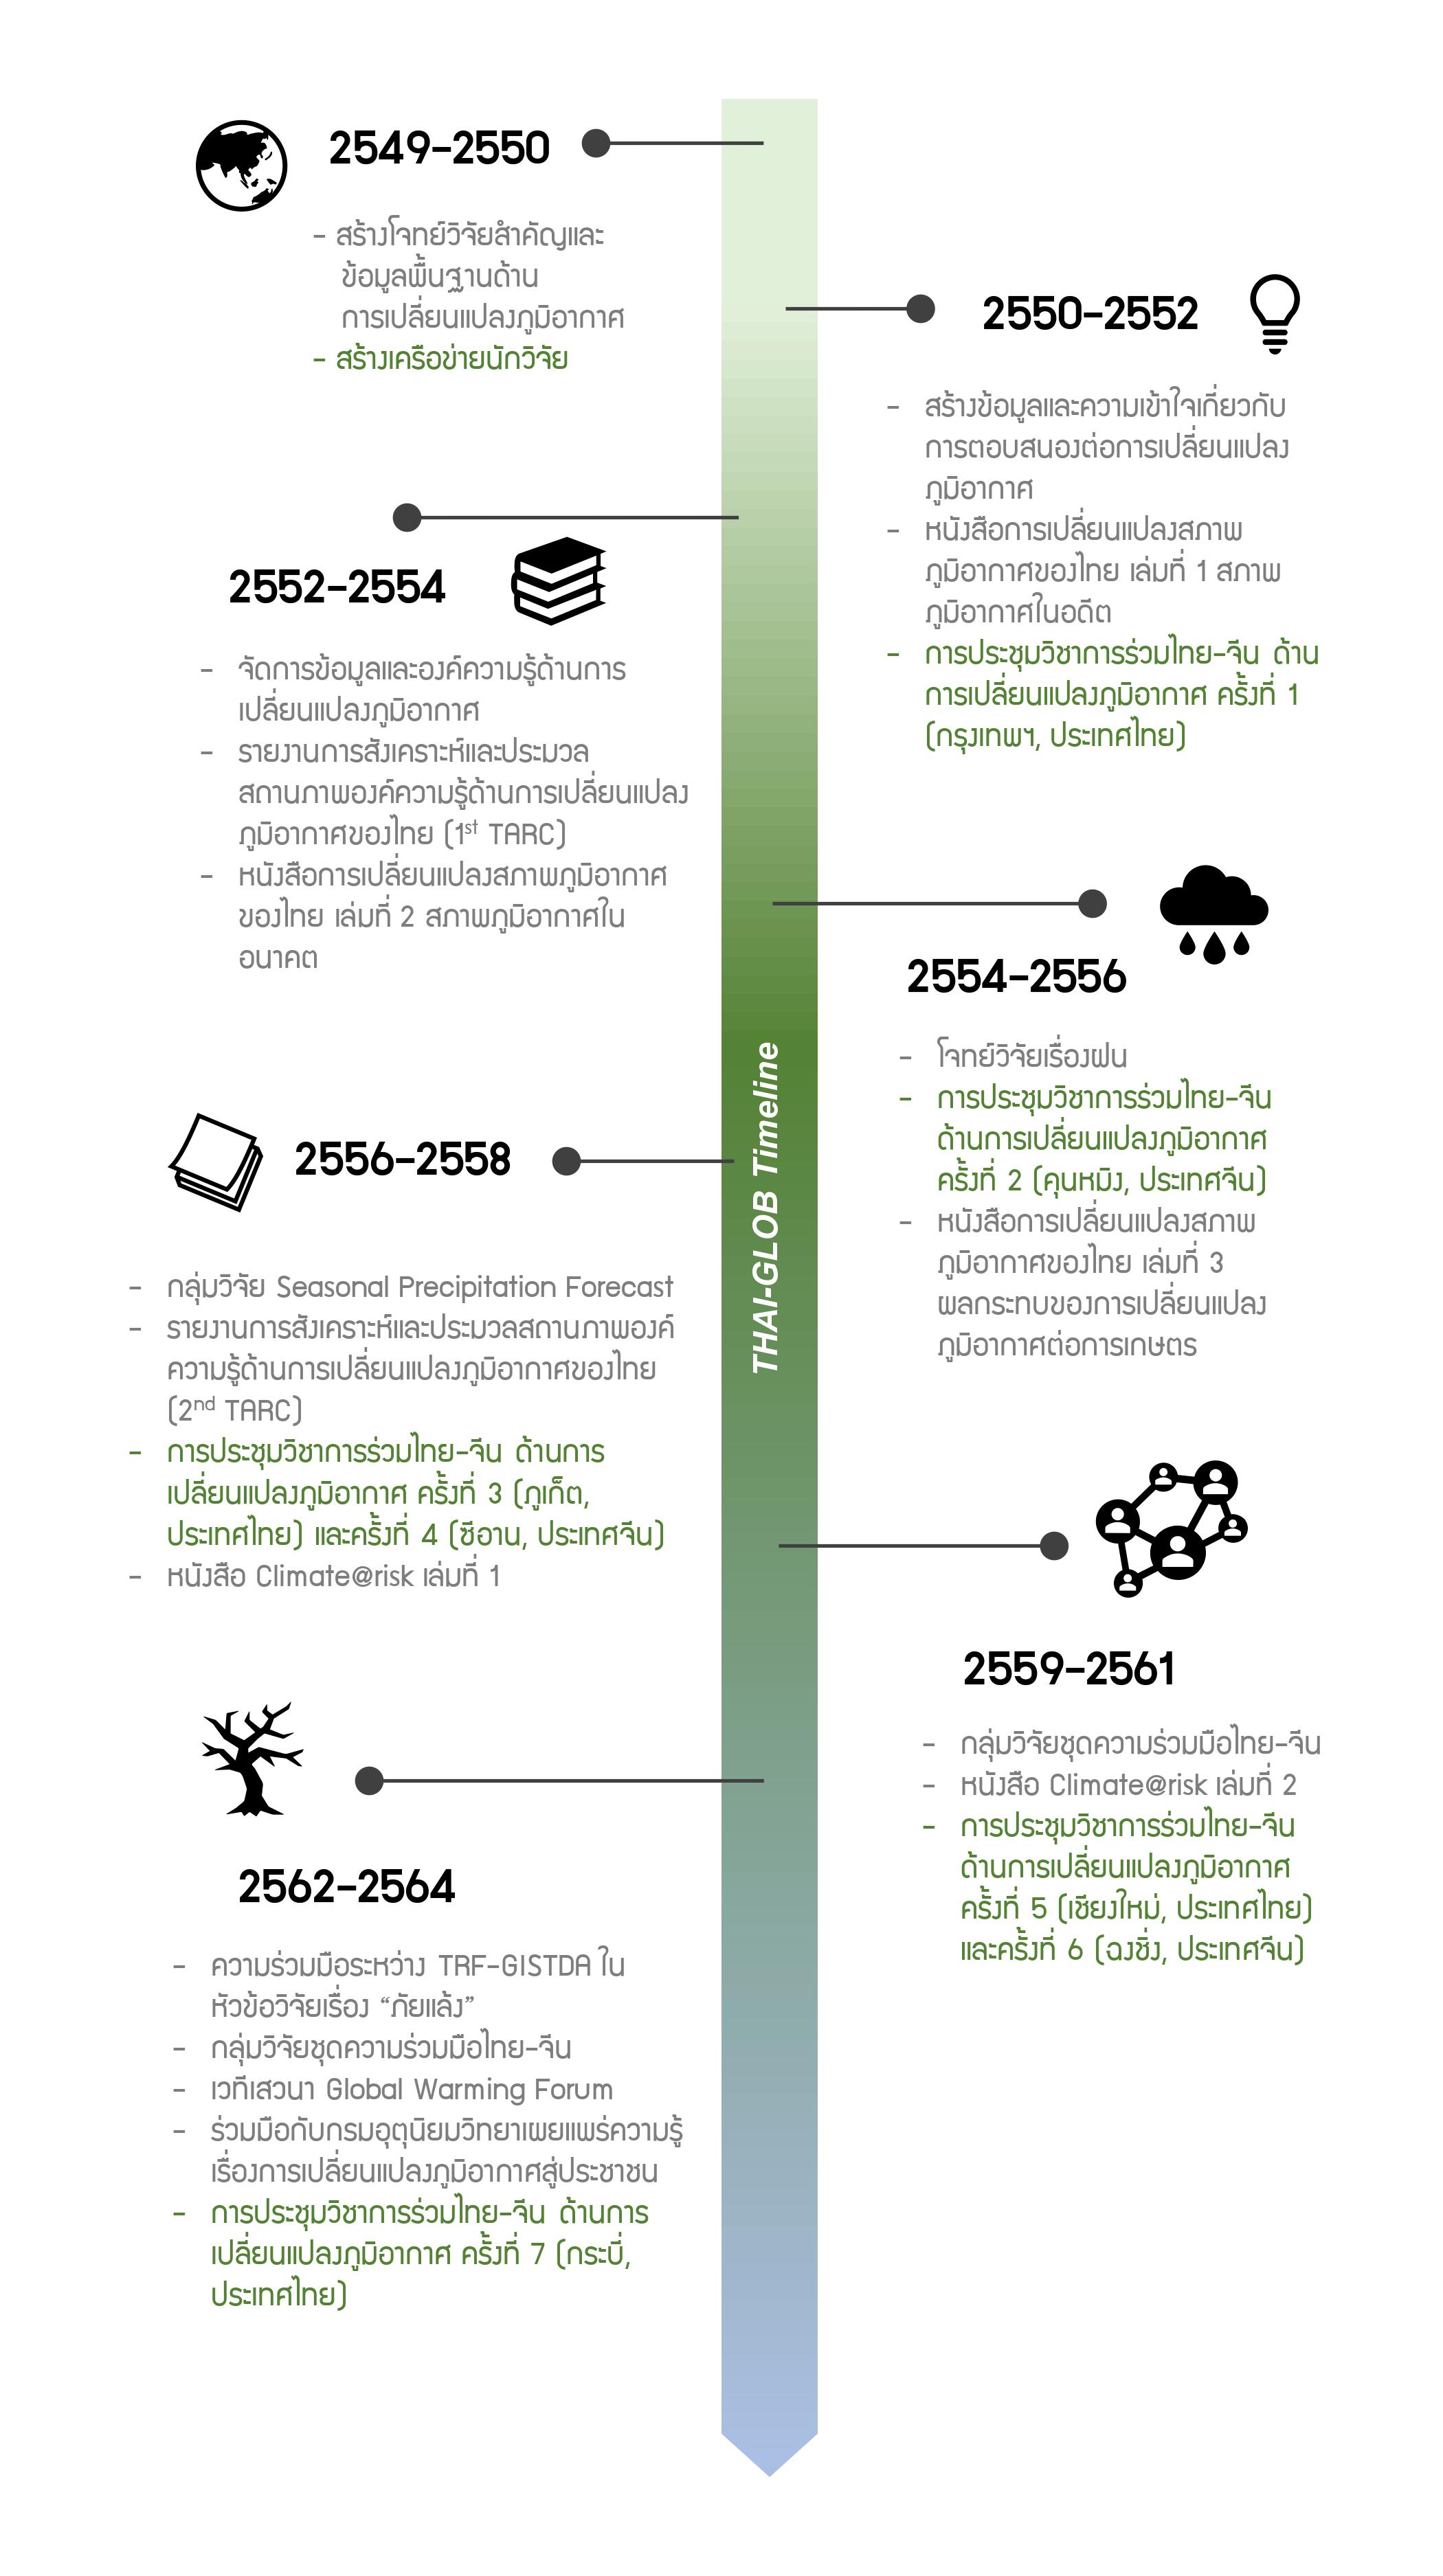 2549-2550
- สร้างโจทย์วิจัยสำคัญและ
ข้อมูลพื้นฐานด้าน
การเปลี่ยนแปลงภูมิอากาศ
- สร้างเครือข่ายนักวิจัย
2550-2552
- สร้างข้อมูลและความเข้าใจเกี่ยวกับ
การตอบสนองต่อการเปลี่ยนแปลง
ภูมิอากาศ
- หนังสือการเปลี่ยนแปลงสภาพ
ภูมิอากาศของไทย เล่มที่ 1 สภาพ
ภูมิอากาศในอดีต
- การประชุมวิชาการร่วมไทย-จีน ด้าน
การเปลี่ยนแปลงภูมิอากาศ ครั้งที่ 1
(กรุงเทพฯ, ประเทศไทย)
2552-2554
- จัดการข้อมูลและองค์ความรู้ด้านการ
เปลี่ยนแปลงภูมิอากาศ
- รายงานการสังเคราะห์และประมวล
สถานภาพองค์ความรู้ด้านการเปลี่ยนแปลง
ภูมิอากาศของไทย (1st TARC)
- หนังสือการเปลี่ยนแปลงสภาพภูมิอากาศ
ของไทย เล่มที่ 2 สภาพภูมิอากาศใน
อนาคต
2554-2556
- โจทย์วิจัยเรื่องฝน
- การประชุมวิชาการร่วมไทย-จีน
ด้านการเปลี่ยนแปลงภูมิอากาศ
ครั้งที่ 2 (คุนหมิง, ประเทศจีน)
- หนังสือการเปลี่ยนแปลงสภาพ
ภูมิอากาศของไทย เล่มที่ 3
ผลกระทบของการเปลี่ยนแปลง
ภูมิอากาศต่อการเกษตร
THAI-GLOB Timeline
2556-2558
- กลุ่มวิจัย Seasonal Precipitation Forecast
- รายงานการสังเคราะห์และประมวลสถานภาพองค์
ความรู้ด้านการเปลี่ยนแปลงภูมิอากาศของไทย
(2nd TARC)
- การประชุมวิชาการร่วมไทย-จีน ด้านการ
เปลี่ยนแปลงภูมิอากาศ ครั้งที่ 3 (ภูเก็ต,
ประเทศไทย) และครั้งที่ 4 (ซีอาน, ประเทศจีน)
- หนังสือ Climate@risk เล่มที่ 1
2559-2561
- กลุ่มวิจัยชุดความร่วมมือไทย-จีน
- หนังสือ Climate@risk เล่มที่ 2
- การประชุมวิชาการร่วมไทย-จีน
ด้านการเปลี่ยนแปลงภูมิอากาศ
ครั้งที่ 5 (เชียงใหม่, ประเทศไทย)
และครั้งที่ 6 (ฉงชิ่ง, ประเทศจีน)
2562-2564
- ความร่วมมือระหว่าง TRF-GISTDA ใน
หัวข้อวิจัยเรื่อง “ภัยแล้ง”
- กลุ่มวิจัยชุดความร่วมมือไทย-จีน
- เวทีเสวนา Global Warming Forum
- ร่วมมือกับกรมอุตุนิยมวิทยาเผยแพร่ความรู้
เรื่องการเปลี่ยนแปลงภูมิอากาศสู่ประชาชน
- การประชุมวิชาการร่วมไทย-จีน ด้านการ
เปลี่ยนแปลงภูมิอากาศ ครั้งที่ 7 (กระบี่,
ประเทศไทย)